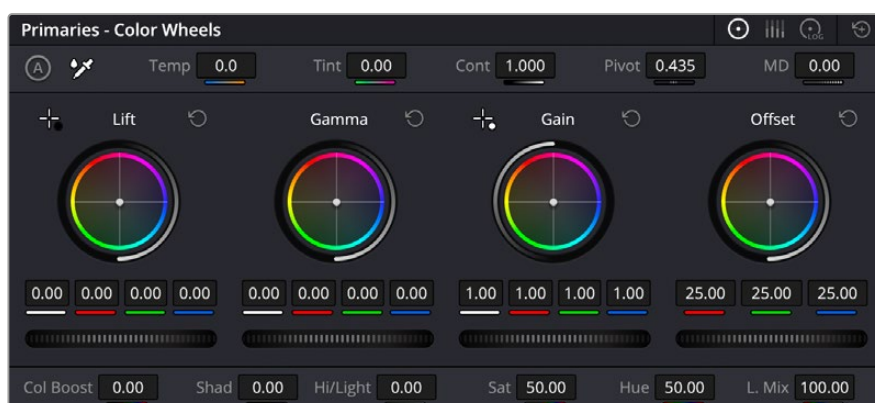 Primaries - Color Wheels
LOG
A Temp 0.0 Tint 0.00 Cont 1.000 Pivot 0.435 MD 0.00
Lift Gamma Gain Offset
0.00 0.00 0.00 0.00 0.00 0.00 0.00 0.00 1.00 1.00 1.00 1.00 25.00 25.00 25.00
Col Boost 0.00 Shad 0.00 Hi/Light 0.00 Sat 50.00 Hue 50.00 L. Mix 100.00